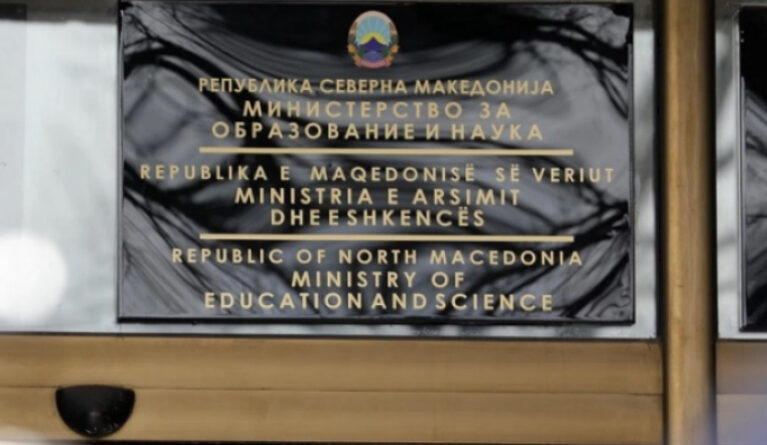 РЕПУБЛИКА СЕВЕРНА МАКЕДОНИЈА
МИНИСТЕРСТВО ЗА
ОБРАЗОВАНИЕ И НАУКА
REPUBLIKA E MAQEDONISË SË VERIUT
MINISTRIA E ARSIMIT
DHE E SHKENCËS
REPUBLIC OF NORTH MACEDONIA
MINISTRY OF
EDUCATION AND SCIENCE